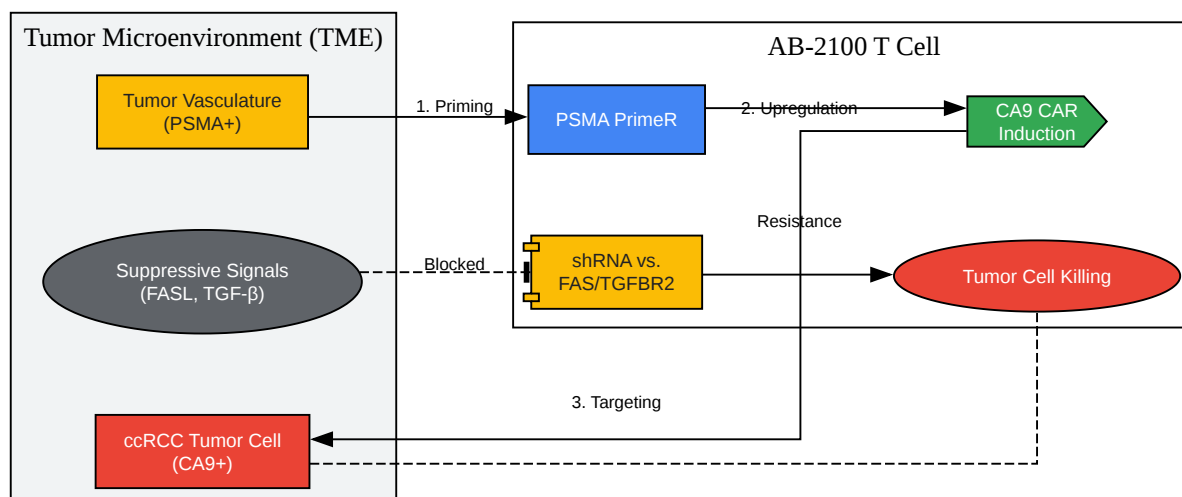 Tumor Microenvironment (TME)
AB-2100 T Cell
Tumor Vasculature
(PSMA+)
1. Priming
PSMA PrimeR
2. Upregulation
CA9 CAR
Induction
Suppressive Signals
(FASL, TGF-β)
Blocked
shRNA vs.
FAS/TGFBR2
Resistance
Tumor Cell Killing
3. Targeting
ccRCC Tumor Cell
(CA9+)